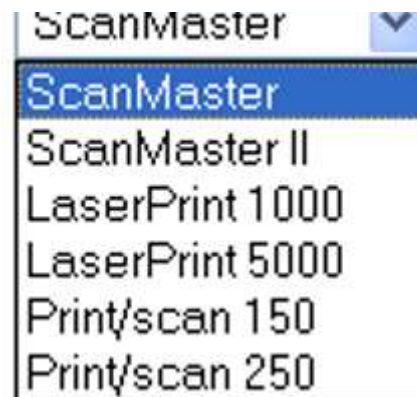 ScanMaster
ScanMaster
ScanMaster II
LaserPrint 1000
LaserPrint 5000
Print/scan 150
Print/scan 250